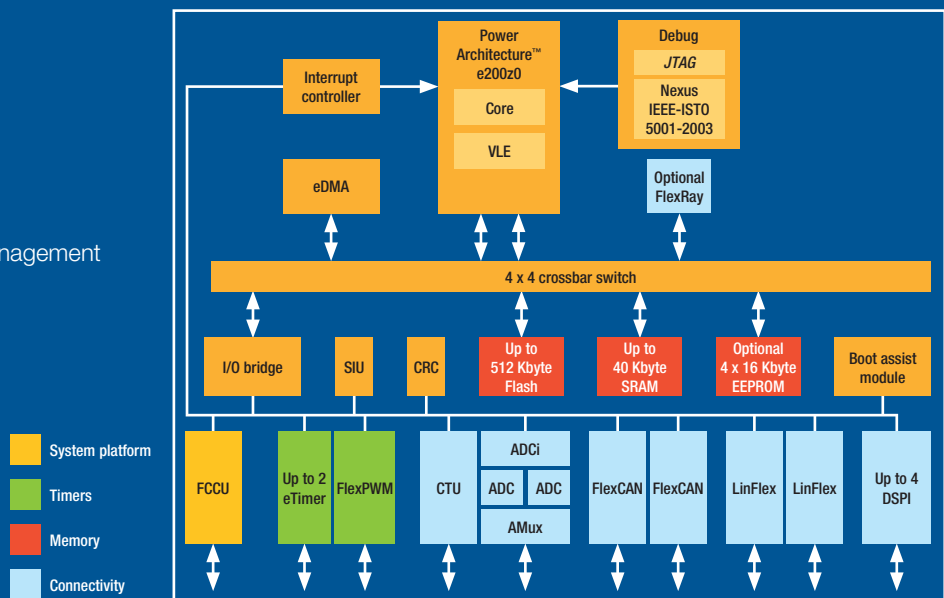 Power
Architecture™
e200z0
Core
VLE
Debug
JTAG
Nexus
IEEE-ISTO
5001-2003
Interrupt
controller
eDMA
Optional
FlexRay
nagement
4 x 4 crossbar switch
I/O bridge
SIU
CRC
Up to
512 Kbyte
Flash
Up to
40 Kbyte
SRAM
Optional
4 x 16 Kbyte
EEPROM
Boot assist
module
FCCU
Up to 2
eTimer
FlexPWM
CTU
ADCi
ADC
ADC
AMux
FlexCAN
FlexCAN
LinFlex
LinFlex
Up to 4
DSPI
System platform
Timers
Memory
Connectivity